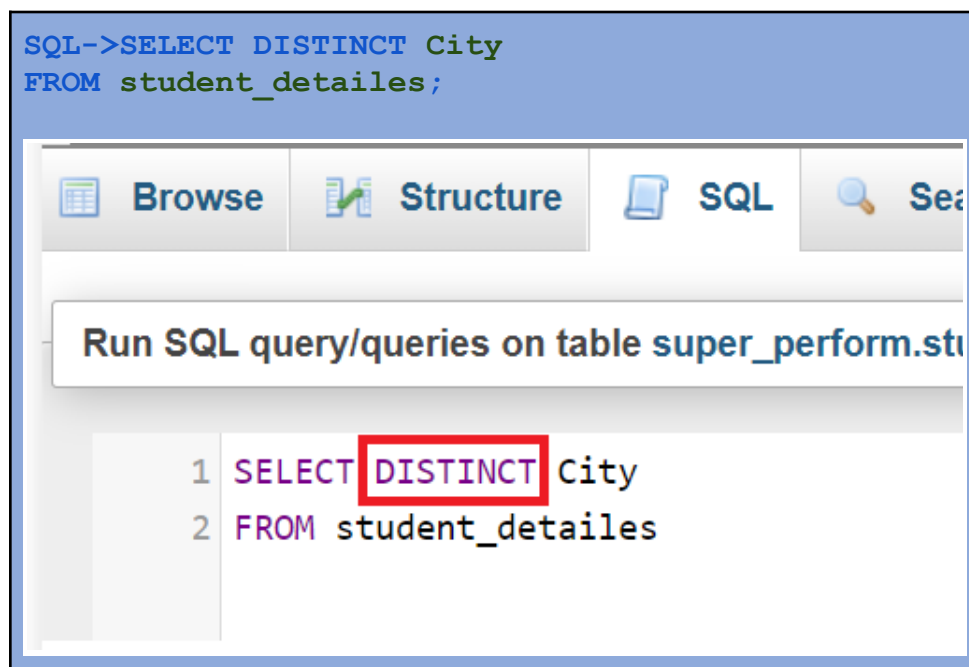 SQL->SELECT DISTINCT City
FROM student_detailes;
Browse Structure SQL Sea
Run SQL query/queries on table super_perform.stu
1 SELECT DISTINCT City
2 FROM student_detailes